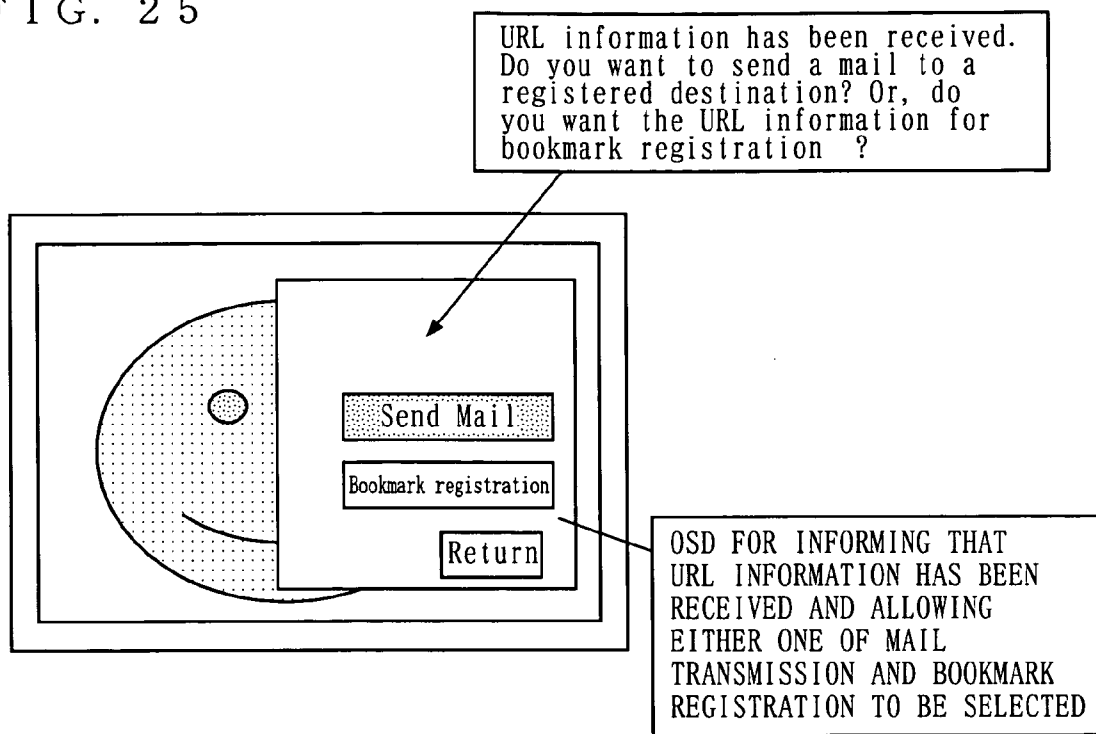 FIG. 25
URL information has been received.
Do you want to send a mail to a
registered destination? Or, do
you want the URL information for
bookmark registration ?
Send Mail
Bookmark registration
Return
OSD FOR INFORMING THAT
URL INFORMATION HAS BEEN
RECEIVED AND ALLOWING
EITHER ONE OF MAIL
TRANSMISSION AND BOOKMARK
REGISTRATION TO BE SELECTED